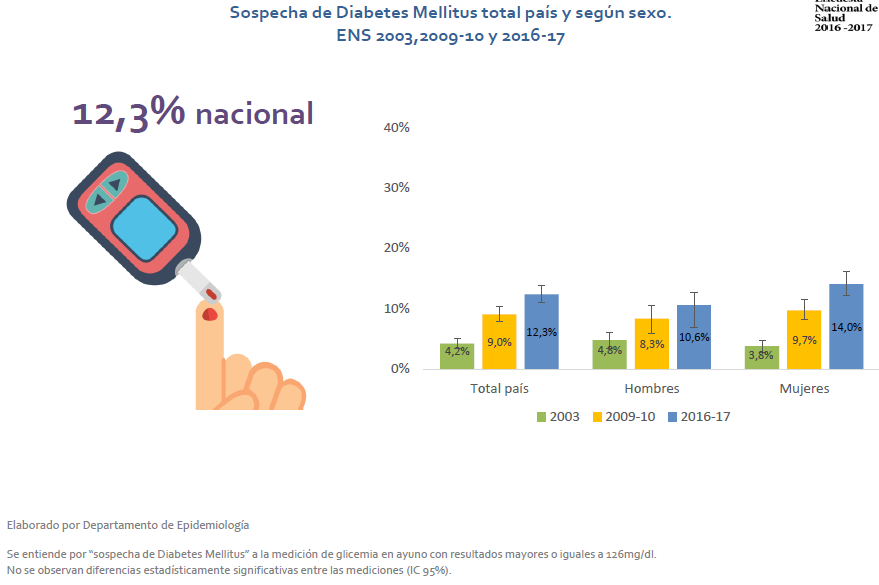 Sospecha de Diabetes Mellitus total país y según sexo.
ENS 2003,2009-10 y 2016-17
Encuesta
Nacional de
Salud
2016 -2017
12,3% nacional
40%
30%
20%
10%
0%
4,2%
9,0%
12,3%
4,8%
8,3%
10,6%
3,8%
9,7%
14,0%
Total país
Hombres
Mujeres
2003
2009-10
2016-17
Elaborado por Departamento de Epidemiología
Se entiende por “sospecha de Diabetes Mellitus” a la medición de glicemia en ayuno con resultados mayores o iguales a 126mg/dl.
No se observan diferencias estadísticamente significativas entre las mediciones (IC 95%).